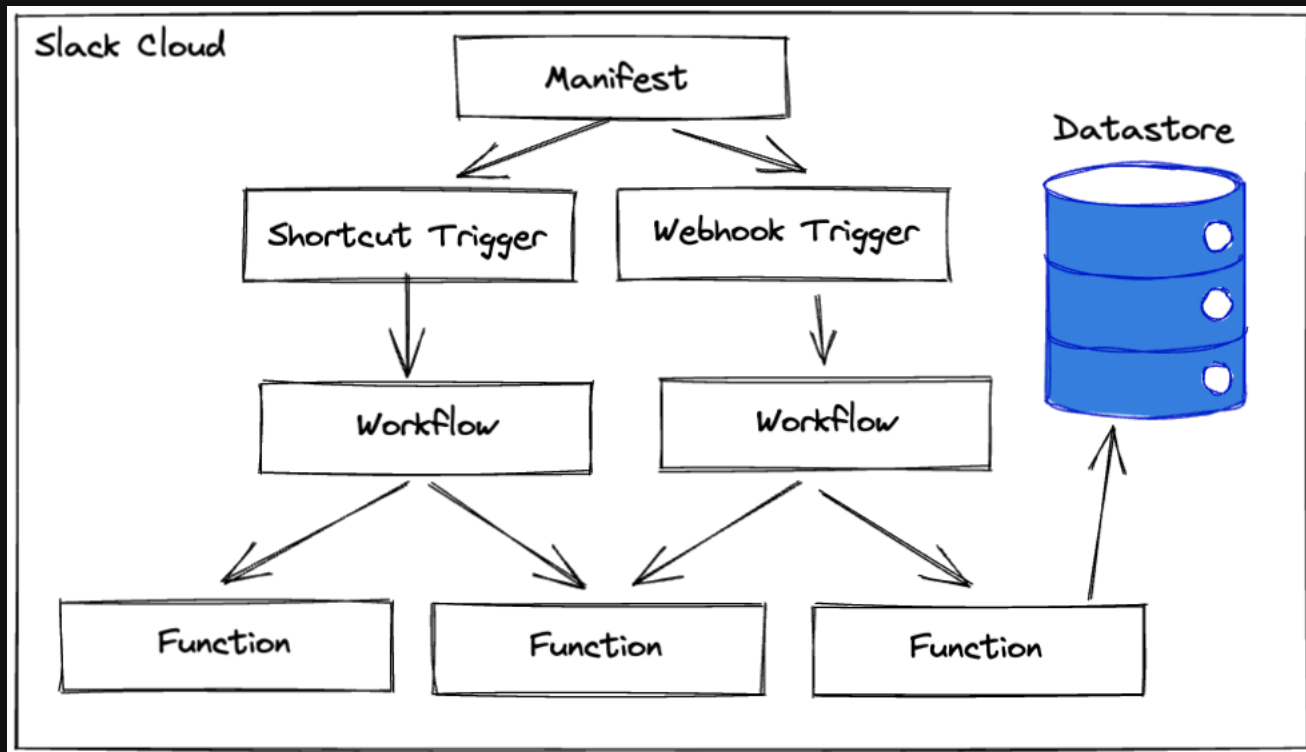 Slack Cloud
Manifest
Datastore
Shortcut Trigger
Webhook Trigger
Workflow
Workflow
Function
Function
Function